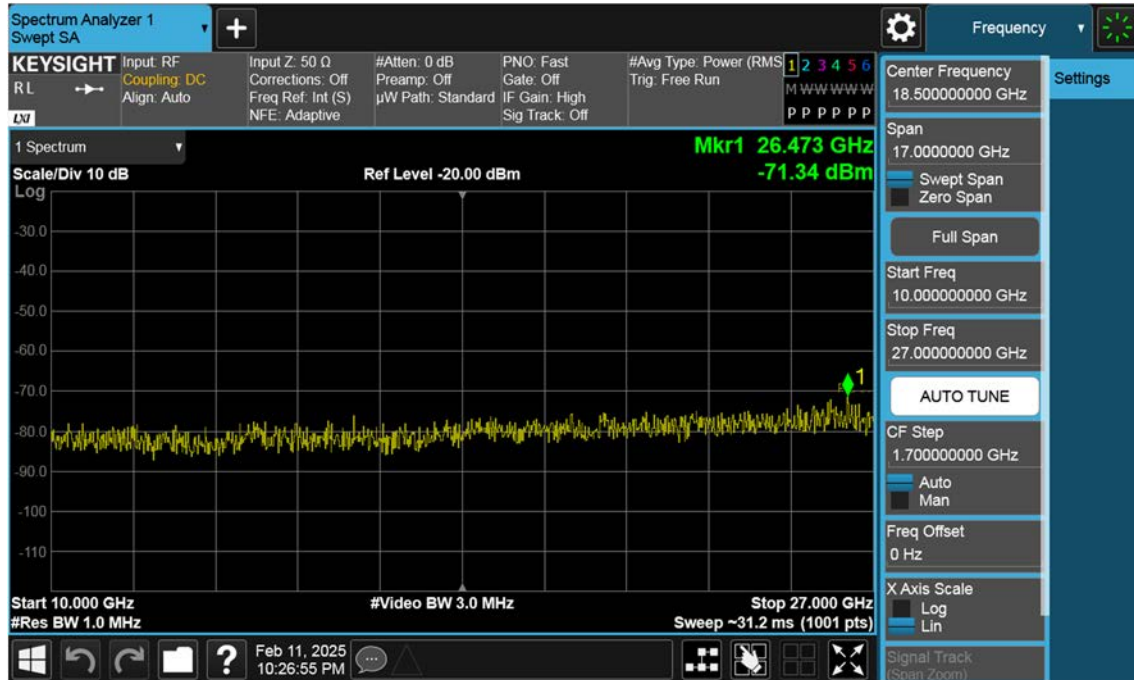 Spectrum Analyzer 1
Swept SA
Frequency
KEYSIGHT
RL
LXI
Input: RF
Coupling: DC
Align: Auto
Input Z: 50 Ω
Corrections: Off
Freq Ref: Int (S)
NFE: Adaptive
#Atten: 0 dB
Preamp: Off
µW Path: Standard
PNO: Fast
Gate: Off
IF Gain: High
Sig Track: Off
#Avg Type: Power (RMS
Trig: Free Run
1 2 3 4 5 6
M W W W W W
P P P P P P
1 Spectrum
Scale/Div 10 dB
Log
Ref Level -20.00 dBm
Mkr1 26.473 GHz
-71.34 dBm
-30.0
-40.0
-50.0
-60.0
-70.0
-80.0
-90.0
-100
-110
1
Start 10.000 GHz
#Res BW 1.0 MHz
#Video BW 3.0 MHz
Stop 27.000 GHz
Sweep ~31.2 ms (1001 pts)
Center Frequency
18.500000000 GHz
Span
17.0000000 GHz
Swept Span
Zero Span
Full Span
Start Freq
10.000000000 GHz
Stop Freq
27.000000000 GHz
AUTO TUNE
CF Step
1.700000000 GHz
Auto
Man
Freq Offset
0 Hz
X Axis Scale
Log
Lin
Signal Track
(Span Zoom)
Settings
?
Feb 11, 2025
10:26:55 PM